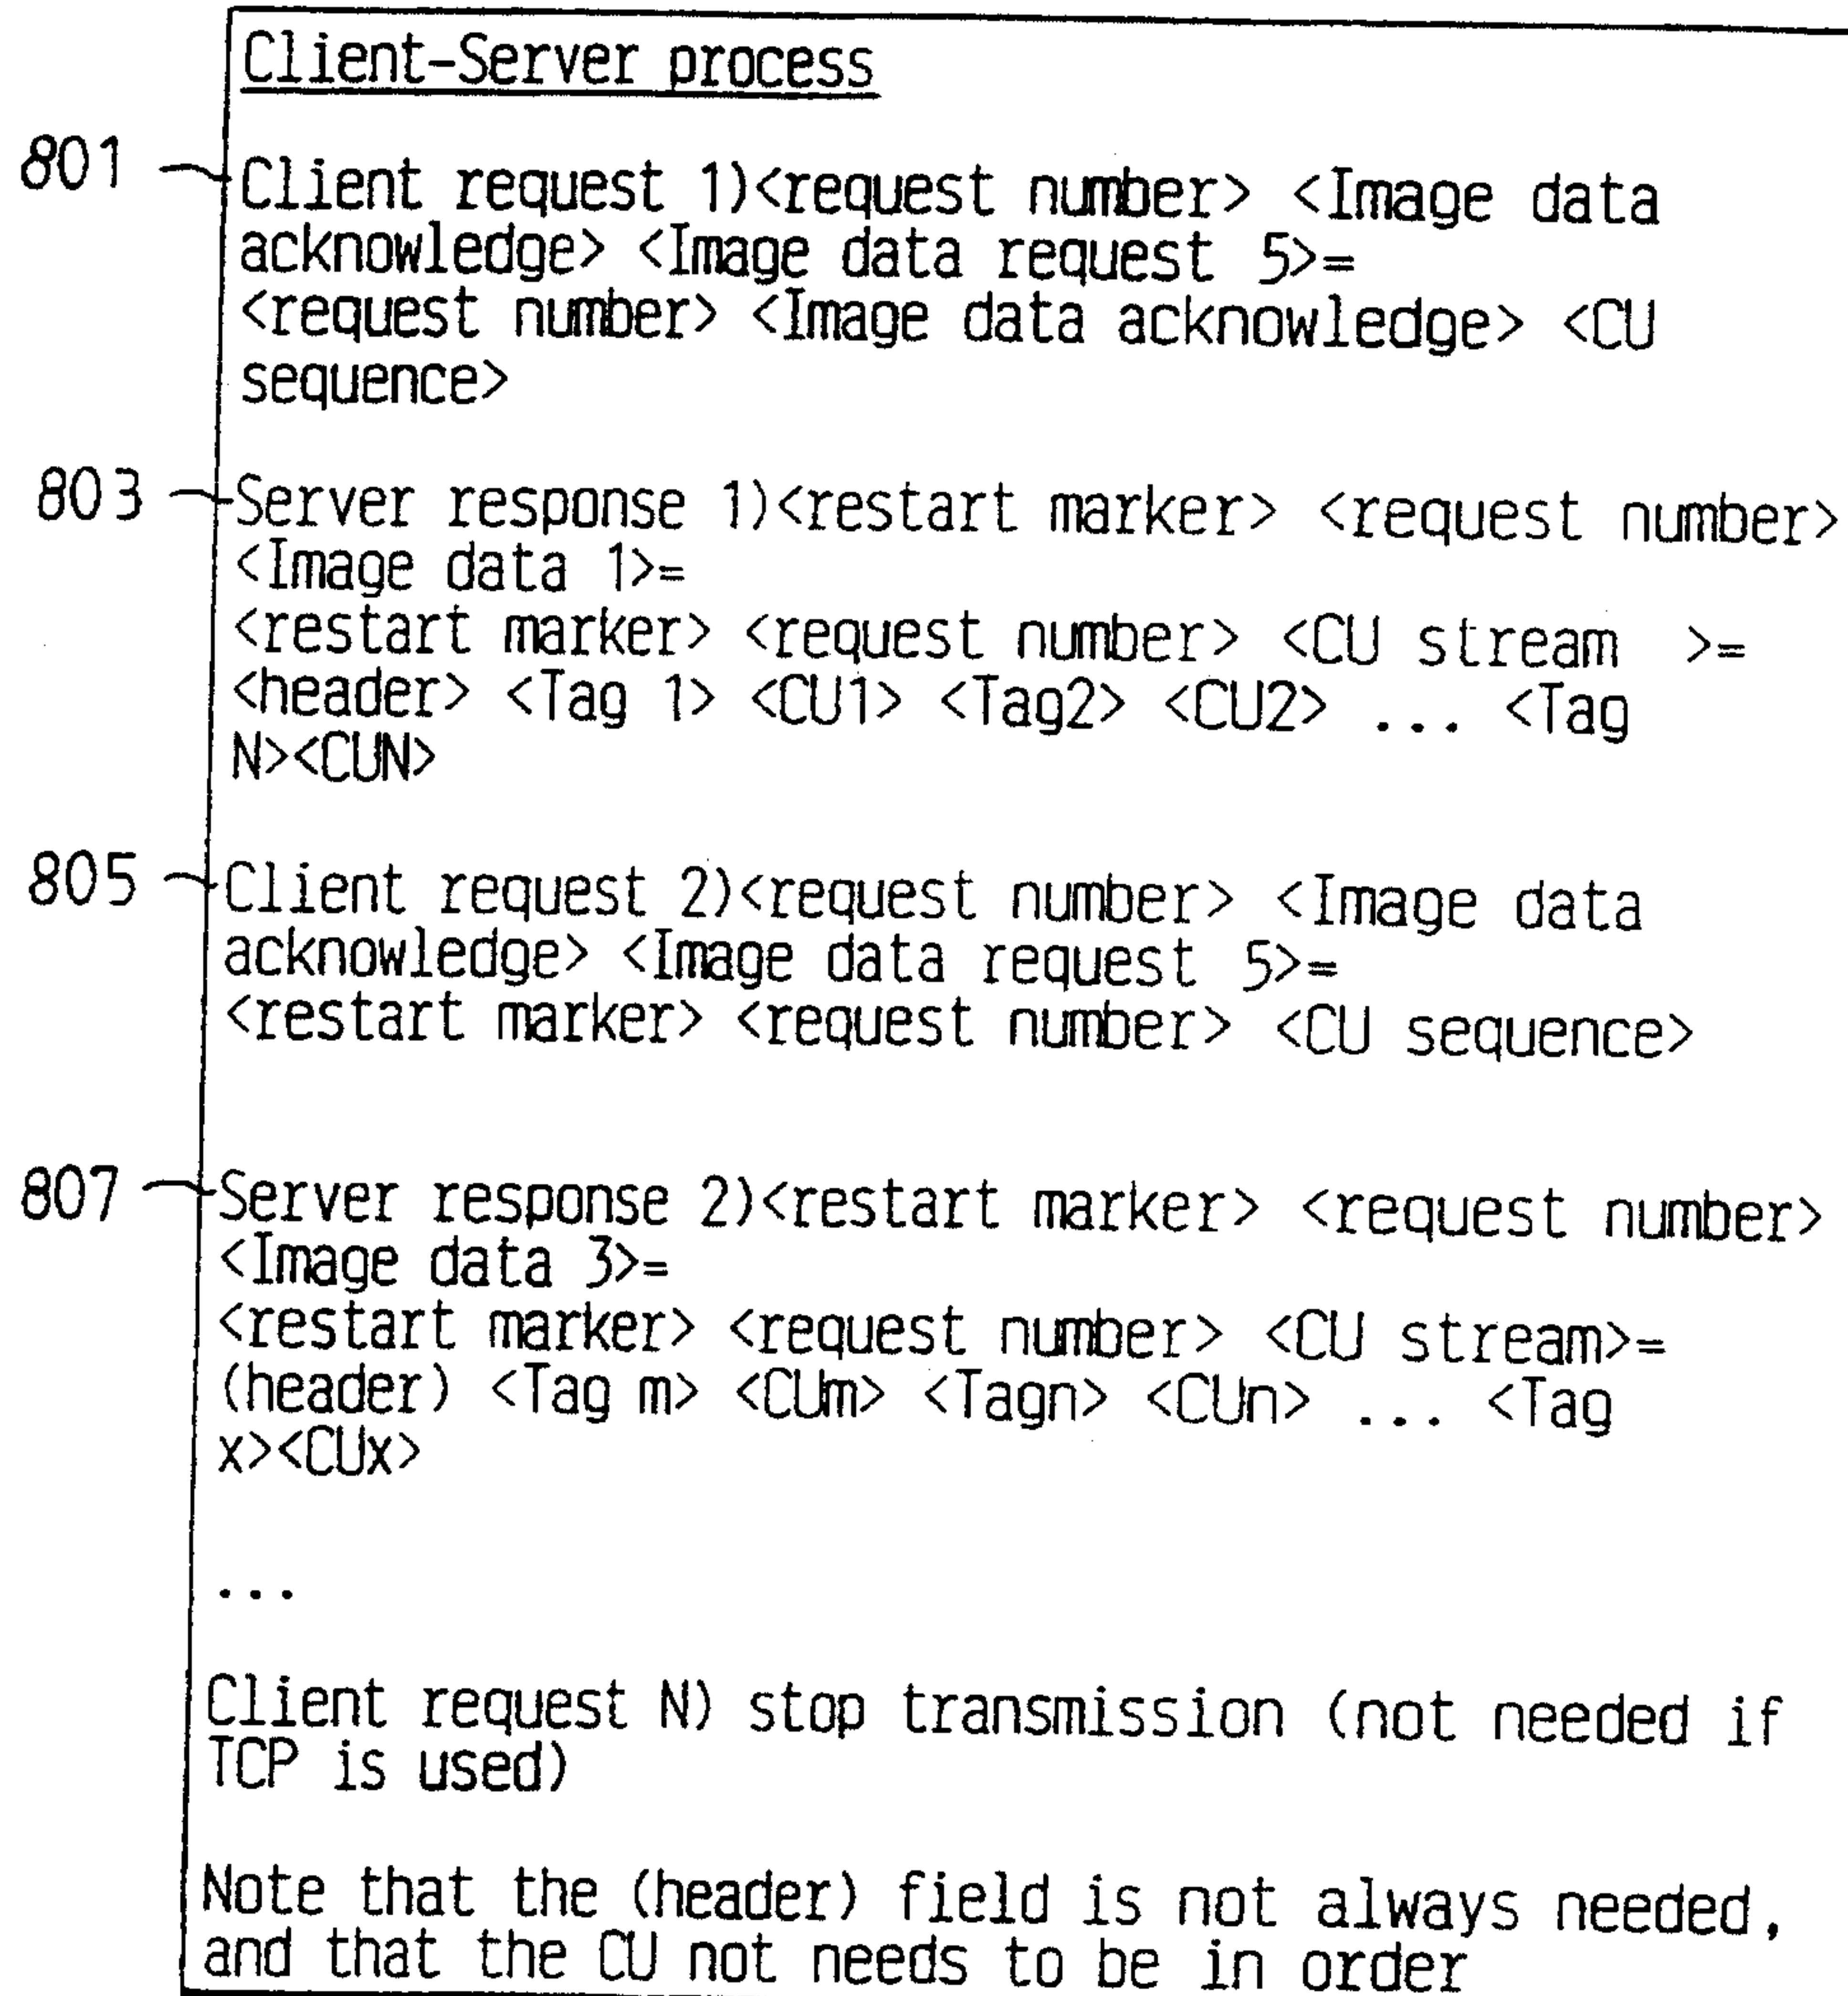 Client-Server process
801
Client request 1)<request number> <Image data
acknowledge> <Image data request 5>=
<request number> <Image data acknowledge> <CU
sequence>
803
Server response 1)<restart marker> <request number>
<Image data 1>=
<restart marker> <request number> <CU stream >=
<header> <Tag 1> <CU1> <Tag2> <CU2> ... <Tag
N><CUN>
805
Client request 2)<request number> <Image data
acknowledge> <Image data request 5>=
<restart marker> <request number> <CU sequence>
807
Server response 2)<restart marker> <request number>
<Image data 3>=
<restart marker> <request number> <CU stream>=
(header) <Tag m> <CUm> <Tagn> <CUn> ... <Tag
x><CUx>
...
Client request N) stop transmission (not needed if
TCP is used)
Note that the (header) field is not always needed,
and that the CU not needs to be in order